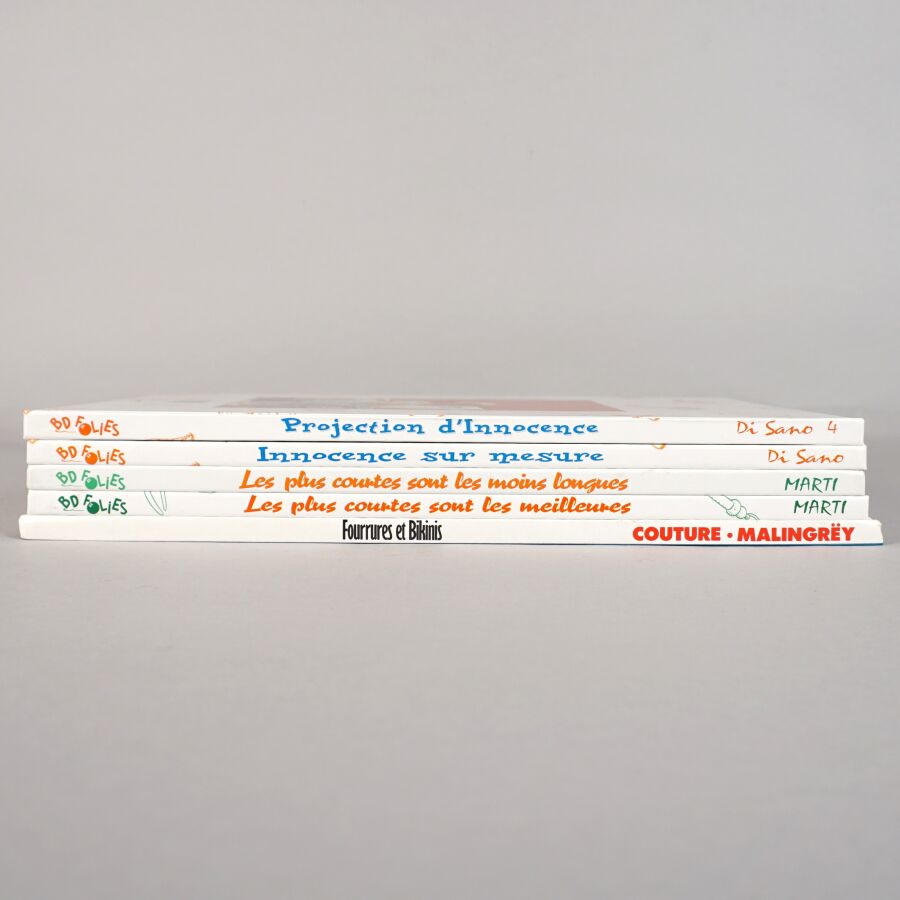 BD FOLIES Projection d'Innocence Di Sano 4
BD FOLIES Innocence sur mesure Di Sano
BD FOLIES Les plus courtes sont les moins longues MARTI
BD FOLIES Les plus courtes sont les meilleures MARTI
Fourrures et Bikinis COUTURE • MALINGRËY